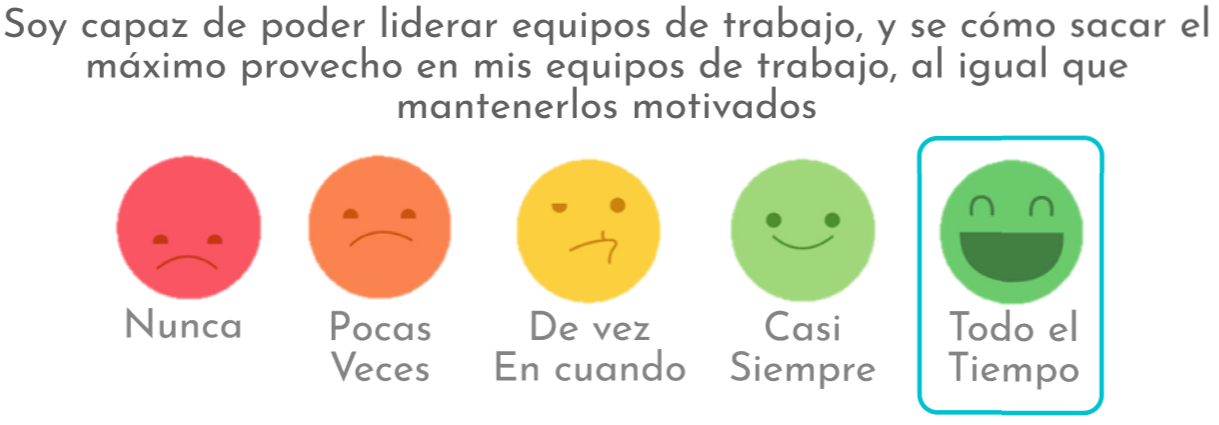 Soy capaz de poder liderar equipos de trabajo, y se cómo sacar el
máximo provecho en mis equipos de trabajo, al igual que
mantenerlos motivados
Nunca
Pocas
Veces
De vez
En cuando
Casi
Siempre
Todo el
Tiempo